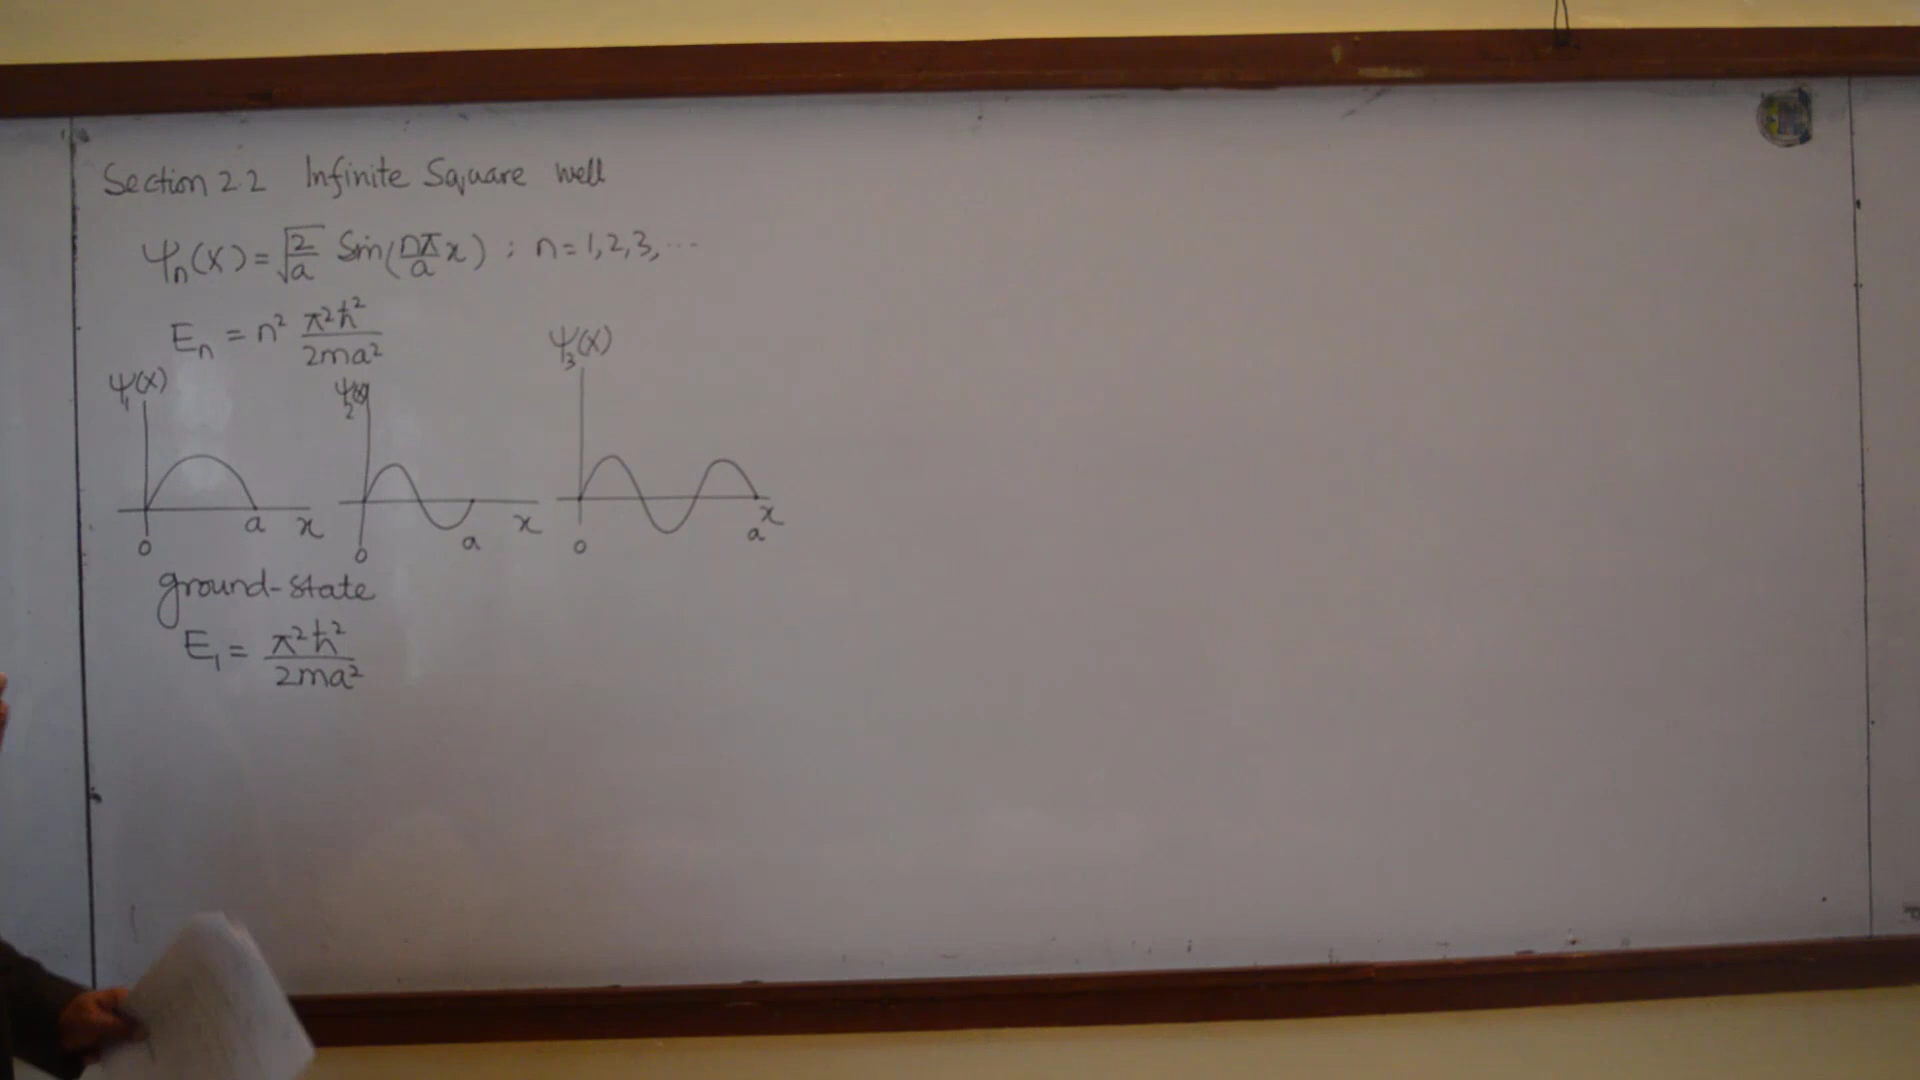 Section 2.2 Infinite Square well
ψₙ(x) = √(2/a) Sin(nπ/a x) ; n = 1, 2, 3, ...
Eₙ = n² π²ħ²/2ma²
ψ₁(x) ψ₂(x) ψ₃(x)
0 a x 0 a x 0 a x
ground-state
E₁ = π²ħ²/2ma²